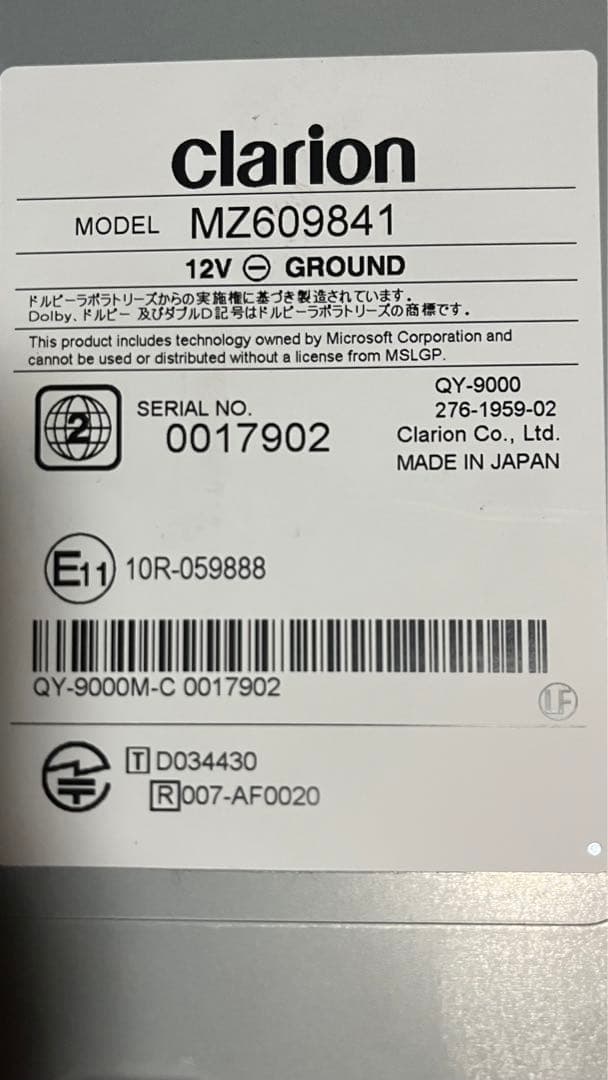 clarion
MODEL MZ609841
12V ⊖ GROUND
ドルビーラボラトリーズからの実施権に基づき製造されています。
Dolby、ドルビー 及びダブルD記号はドルビーラボラトリーズの商標です。
This product includes technology owned by Microsoft Corporation and
cannot be used or distributed without a license from MSLGP.
2
SERIAL NO.
0017902
QY-9000
276-1959-02
Clarion Co., Ltd.
MADE IN JAPAN
E11 10R-059888
QY-9000M-C 0017902
LF
T D034430
R 007-AF0020